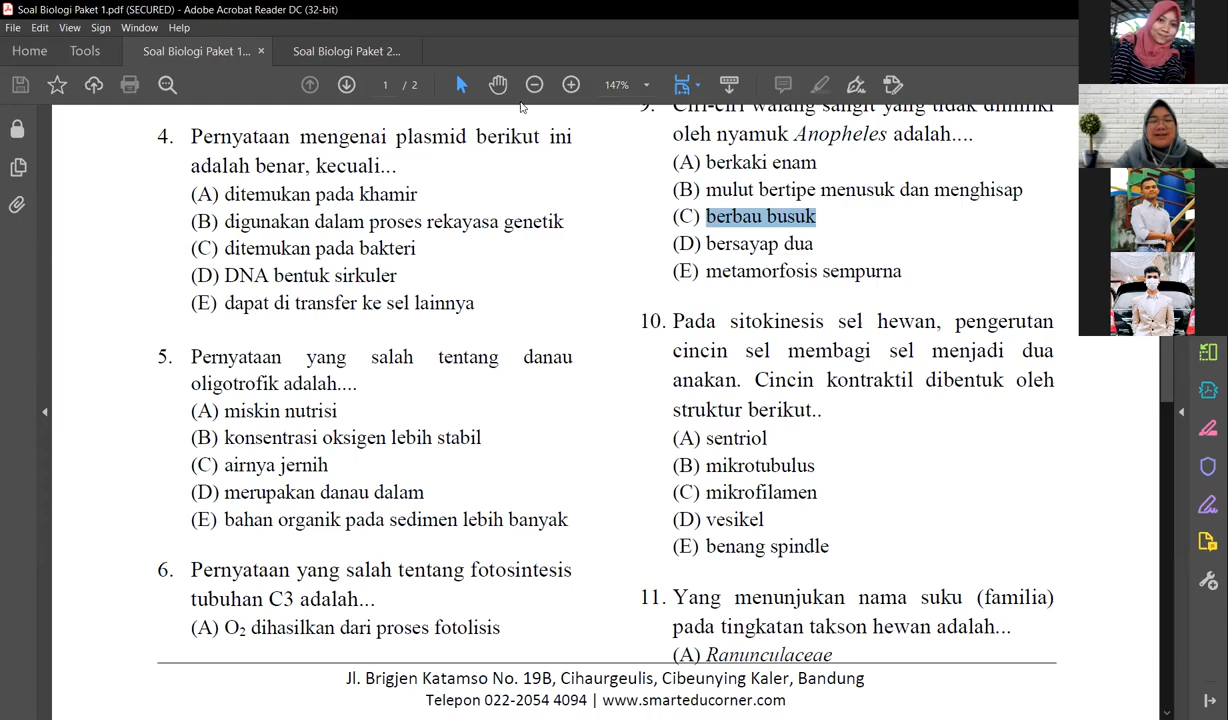 Soal Biologi Paket 1.pdf (SECURED) - Adobe Acrobat Reader DC (32-bit)
File Edit View Sign Window Help
Home Tools Soal Biologi Paket 1... × Soal Biologi Paket 2...
1 / 2 147%
4. Pernyataan mengenai plasmid berikut ini
adalah benar, kecuali...
(A) ditemukan pada khamir
(B) digunakan dalam proses rekayasa genetik
(C) ditemukan pada bakteri
(D) DNA bentuk sirkuler
(E) dapat di transfer ke sel lainnya
5. Pernyataan yang salah tentang danau
oligotrofik adalah....
(A) miskin nutrisi
(B) konsentrasi oksigen lebih stabil
(C) airnya jernih
(D) merupakan danau dalam
(E) bahan organik pada sedimen lebih banyak
6. Pernyataan yang salah tentang fotosintesis
tubuhan C3 adalah...
(A) O₂ dihasilkan dari proses fotolisis
9. Ciri-ciri walang sangit yang tidak dimiliki
oleh nyamuk Anopheles adalah....
(A) berkaki enam
(B) mulut bertipe menusuk dan menghisap
(C) berbau busuk
(D) bersayap dua
(E) metamorfosis sempurna
10. Pada sitokinesis sel hewan, pengerutan
cincin sel membagi sel menjadi dua
anakan. Cincin kontraktil dibentuk oleh
struktur berikut..
(A) sentriol
(B) mikrotubulus
(C) mikrofilamen
(D) vesikel
(E) benang spindle
11. Yang menunjukan nama suku (familia)
pada tingkatan takson hewan adalah...
(A) Ranunculaceae
Jl. Brigjen Katamso No. 19B, Cihaurgeulis, Cibeunying Kaler, Bandung
Telepon 022-2054 4094 | www.smarteducorner.com